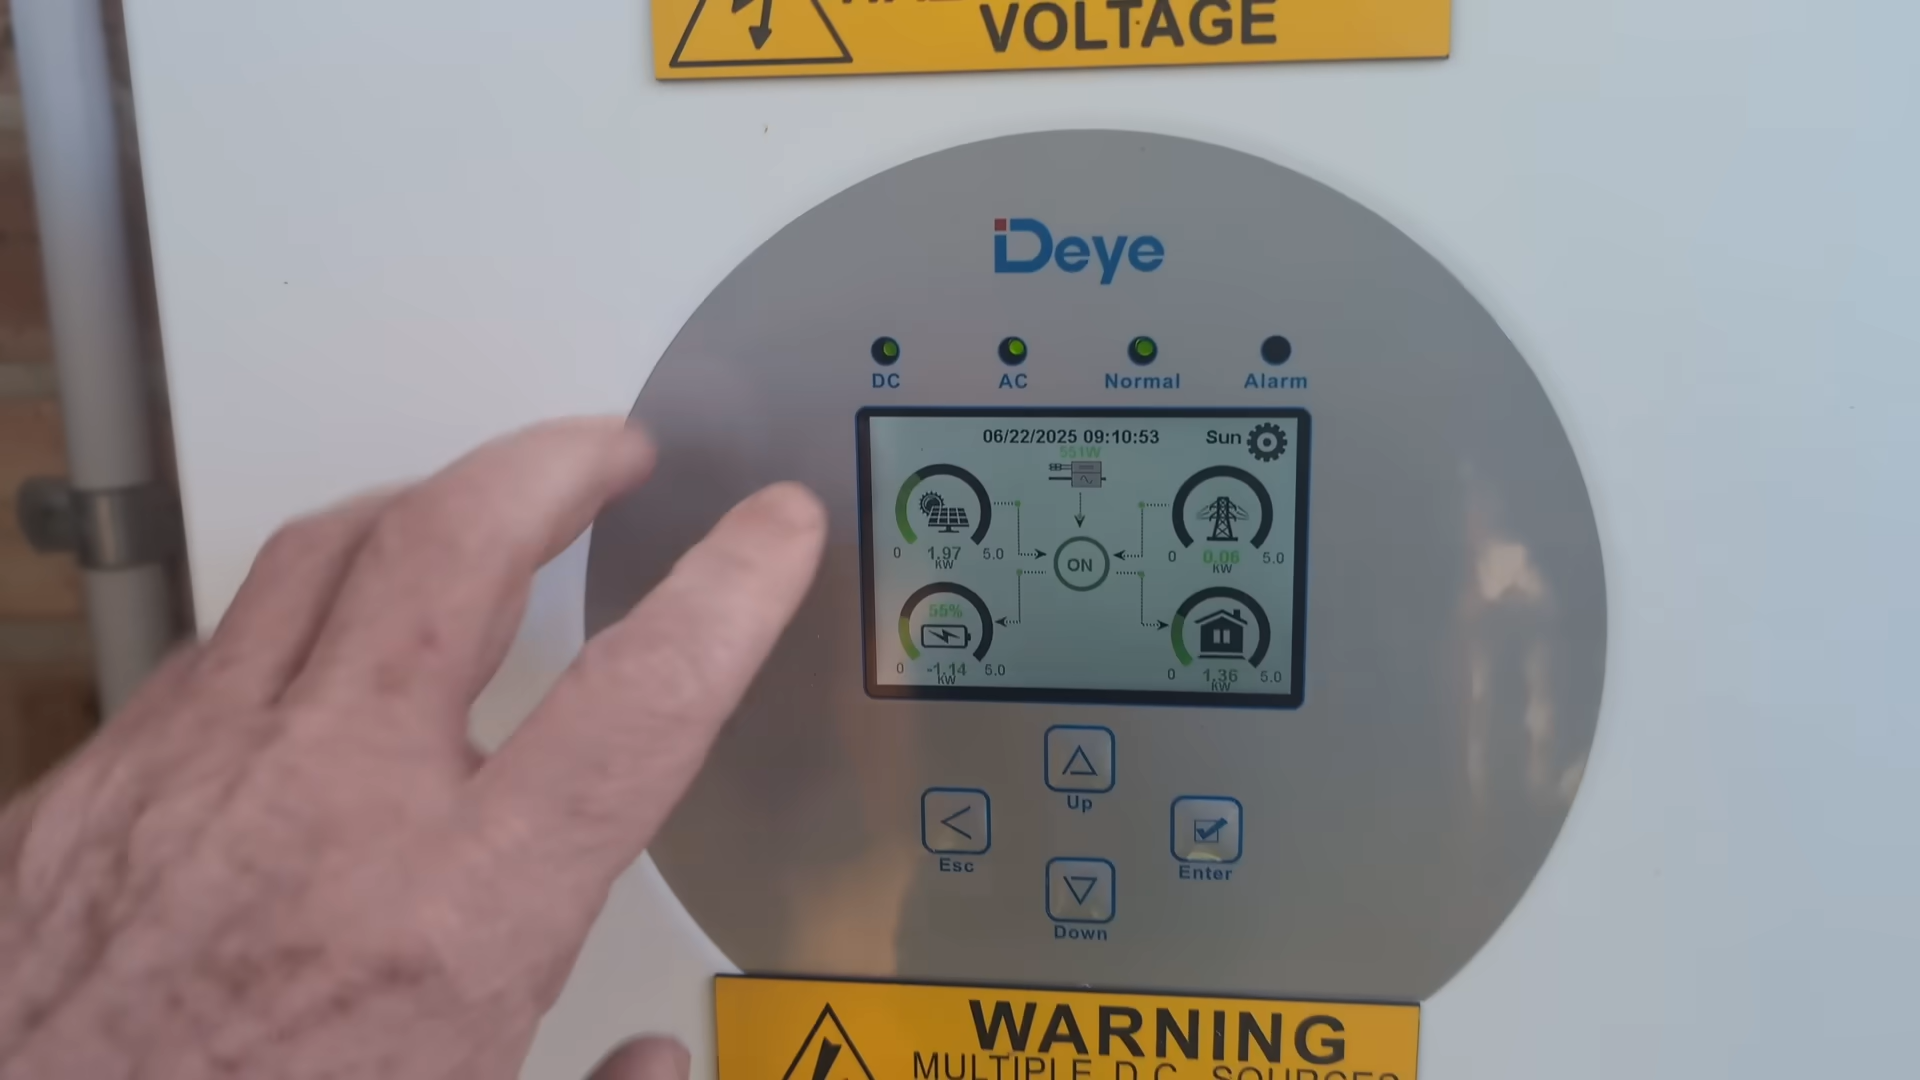 VOLTAGE
Deye
DC AC Normal Alarm
06/22/2025 09:10:53 Sun
551W
0 1.97 5.0
KW
0 0.06 5.0
KW
ON
55%
0 -1.14 5.0
KW
0 1.36 5.0
KW
Up
Esc
Enter
Down
WARNING
MULTIPLE D.C. SOURCES